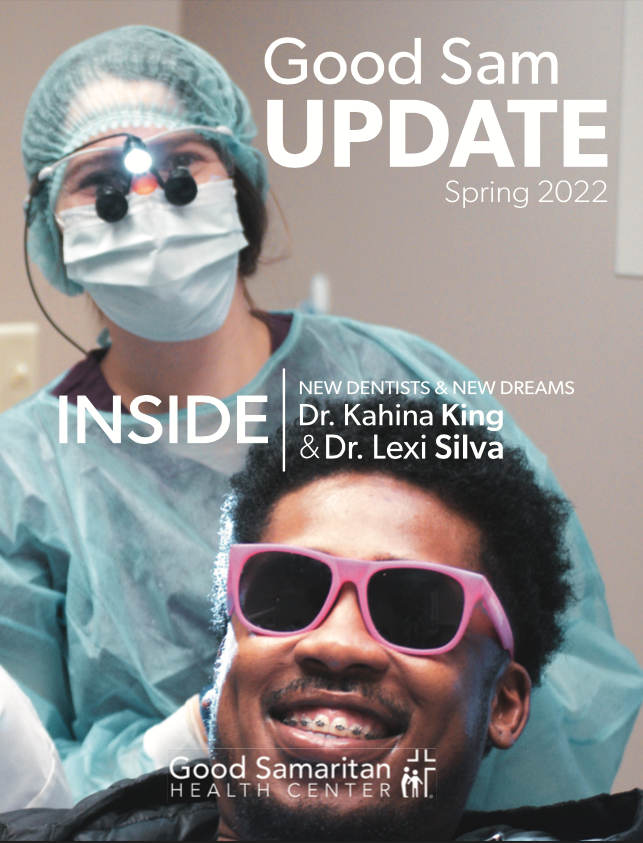 Good Sam
UPDATE
Spring 2022
INSIDE
NEW DENTISTS & NEW DREAMS
Dr. Kahina King
& Dr. Lexi Silva
Good Samaritan
HEALTH CENTER